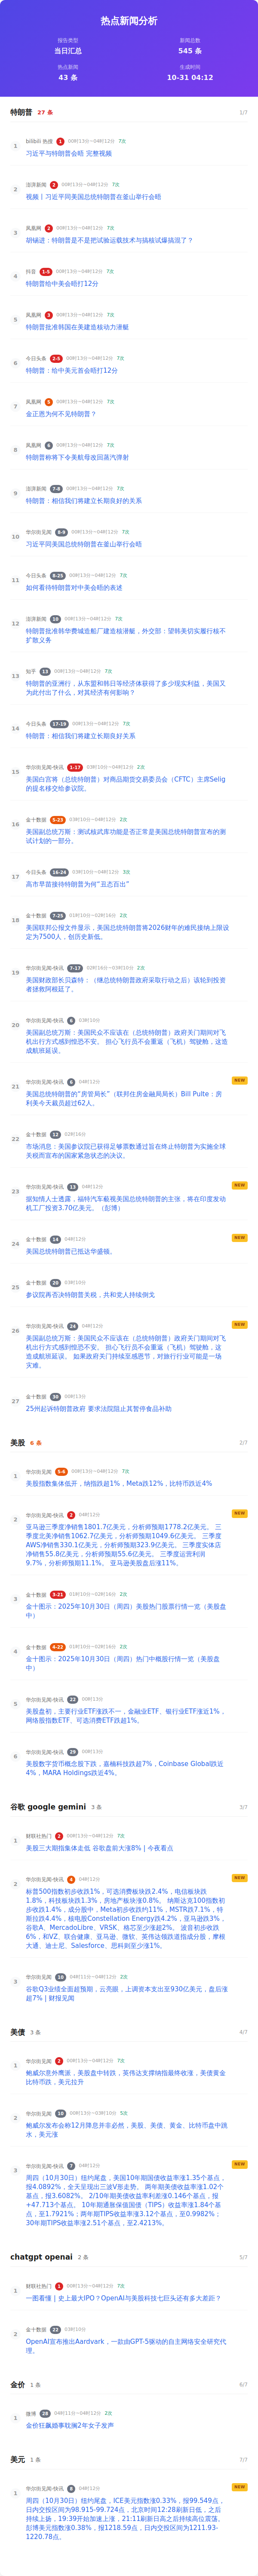 热点新闻分析
报告类型
当日汇总
新闻总数
545 条
热点新闻
43 条
生成时间
10-31 04:12
特朗普 27 条 1/7
1
bilibili 热搜 1 00时13分~04时12分 7次
习近平与特朗普会晤 完整视频
2
澎湃新闻 2 00时13分~04时12分 7次
视频丨习近平同美国总统特朗普在釜山举行会晤
3
凤凰网 2 00时13分~04时12分 7次
胡锡进：特朗普是不是把试验运载技术与搞核试爆搞混了？
4
抖音 1-5 00时13分~04时12分 7次
特朗普给中美会晤打12分
5
凤凰网 3 00时13分~04时12分 7次
特朗普批准韩国在美建造核动力潜艇
6
今日头条 2-5 00时13分~04时12分 7次
特朗普：给中美元首会晤打12分
7
凤凰网 5 00时13分~04时12分 7次
金正恩为何不见特朗普？
8
凤凰网 6 00时13分~04时12分 7次
特朗普称将下令美航母改回蒸汽弹射
9
澎湃新闻 7-8 00时13分~04时12分 7次
特朗普：相信我们将建立长期良好的关系
10
华尔街见闻 8-9 00时13分~04时12分 7次
习近平同美国总统特朗普在釜山举行会晤
11
今日头条 8-25 00时13分~04时12分 7次
如何看待特朗普对中美会晤的表述
12
澎湃新闻 10 00时13分~04时12分 7次
特朗普批准韩华费城造船厂建造核潜艇，外交部：望韩美切实履行核不
扩散义务
13
知乎 13 00时13分~04时12分 7次
特朗普的亚洲行，从东盟和韩日等经济体获得了多少现实利益，美国又
为此付出了什么，对其经济有何影响？
14
今日头条 17-19 00时13分~04时12分 7次
特朗普：相信我们将建立长期良好关系
15
华尔街见闻-快讯 1-17 03时10分~04时12分 2次
美国白宫将（总统特朗普）对商品期货交易委员会（CFTC）主席Selig
的提名移交给参议院。
16
金十数据 5-23 03时10分~04时12分 2次
美国副总统万斯：测试核武库功能是否正常是美国总统特朗普宣布的测
试计划的一部分。
17
今日头条 16-24 02时16分~04时12分 3次
高市早苗接待特朗普为何“丑态百出”
18
金十数据 7-25 01时10分~02时16分 2次
美国联邦公报文件显示，美国总统特朗普将2026财年的难民接纳上限设
定为7500人，创历史新低。
19
华尔街见闻-快讯 7-17 02时16分~03时10分 2次
美国财政部长贝森特：（继总统特朗普政府采取行动之后）该轮到投资
者拯救阿根廷了。
20
华尔街见闻-快讯 6 03时10分
美国副总统万斯：美国民众不应该在（总统特朗普）政府关门期间对飞
机出行方式感到惶恐不安。 担心飞行员不会重返（飞机）驾驶舱，这造
成航班延误。
21
华尔街见闻-快讯 6 04时12分
NEW
美国总统特朗普的“房管局长”（联邦住房金融局局长）Bill Pulte：房
利美今天裁员超过62人。
22
金十数据 12 02时16分
市场消息：美国参议院已获得足够票数通过旨在终止特朗普为实施全球
关税而宣布的国家紧急状态的决议。
23
华尔街见闻-快讯 13 04时12分
NEW
据知情人士透露，福特汽车藐视美国总统特朗普的主张，将在印度发动
机工厂投资3.70亿美元。（彭博）
24
金十数据 14 04时12分
NEW
美国总统特朗普已抵达华盛顿。
25
金十数据 20 03时10分
参议院再否决特朗普关税，共和党人持续倒戈
26
华尔街见闻-快讯 24 04时12分
NEW
美国副总统万斯：美国民众不应该在（总统特朗普）政府关门期间对飞
机出行方式感到惶恐不安。 担心飞行员不会重返（飞机）驾驶舱，这造
成航班延误。 如果政府关门持续至感恩节，对旅行行业可能是一场
灾难。
27
金十数据 30 00时13分
25州起诉特朗普政府 要求法院阻止其暂停食品补助
美股 6 条 2/7
1
华尔街见闻 5-6 00时13分~04时12分 7次
美股指数集体低开，纳指跌超1%，Meta跌12%，比特币跌近4%
2
华尔街见闻-快讯 2 04时12分
NEW
亚马逊三季度净销售1801.7亿美元，分析师预期1778.2亿美元。 三季
度北美净销售1062.7亿美元，分析师预期1049.6亿美元。 三季度
AWS净销售330.1亿美元，分析师预期323.9亿美元。 三季度实体店
净销售55.8亿美元，分析师预期55.6亿美元。 三季度运营利润率
9.7%，分析师预期11.1%。 亚马逊美股盘后涨11%。
3
金十数据 3-21 01时10分~02时16分 2次
金十图示：2025年10月30日（周四）美股热门股票行情一览（美股盘
中）
4
金十数据 4-22 01时10分~02时16分 2次
金十图示：2025年10月30日（周四）热门中概股行情一览（美股盘
中）
5
华尔街见闻-快讯 22 00时13分
美股盘初，主要行业ETF涨跌不一，金融业ETF、银行业ETF涨近1%，
网络股指数ETF、可选消费ETF跌超1%。
6
华尔街见闻-快讯 29 00时13分
美股数字货币概念股下跌，嘉楠科技跌超7%，Coinbase Global跌近
4%，MARA Holdings跌近4%。
谷歌 google gemini 3 条 3/7
1
财联社热门 2 00时13分~04时12分 7次
美股三大期指集体走低 谷歌盘前大涨8% | 今夜看点
2
华尔街见闻-快讯 4 04时12分
NEW
标普500指数初步收跌1%，可选消费板块跌2.4%，电信板块跌
1.8%，科技板块跌1.3%，房地产板块涨0.8%。 纳斯达克100指数初
步收跌1.4%，成分股中，Meta初步收跌约11%，MSTR跌7.1%，特
斯拉跌4.4%，核电股Constellation Energy跌4.2%，亚马逊跌3%，
谷歌A、MercadoLibre、VRSK、格芯至少涨超2%。 波音初步收跌
6%，和VZ、联合健康、亚马逊、微软、英伟达领跌道指成分股，摩根
大通、迪士尼、Salesforce、思科则至少涨1%。
3
华尔街见闻 10 04时11分~04时12分 2次
谷歌Q3业绩全面超预期，云亮眼，上调资本支出至930亿美元，盘后涨
超7% | 财报见闻
美债 3 条 4/7
1
华尔街见闻 2 00时13分~04时12分 7次
鲍威尔意外鹰派，美股盘中转跌，英伟达支撑纳指最终收涨，美债黄金
比特币跌，美元拉升
2
华尔街见闻 10 00时13分~03时10分 5次
鲍威尔发布会称12月降息并非必然，美股、美债、黄金、比特币盘中跳
水，美元涨
3
华尔街见闻-快讯 7 04时12分
NEW
周四（10月30日）纽约尾盘，美国10年期国债收益率涨1.35个基点，
报4.0892%，全天呈现出三波V形走势。 两年期美债收益率涨1.02个
基点，报3.6082%。 2/10年期美债收益率利差涨0.146个基点，报
+47.713个基点。 10年期通胀保值国债（TIPS）收益率涨1.84个基
点，至1.7921%；两年期TIPS收益率涨3.12个基点，至0.9982%；
30年期TIPS收益率涨2.51个基点，至2.4213%。
chatgpt openai 2 条 5/7
1
财联社热门 1 00时13分~04时12分 7次
一图看懂 | 史上最大IPO？OpenAI与美股科技七巨头还有多大差距？
2
金十数据 22 03时10分
OpenAI宣布推出Aardvark，一款由GPT-5驱动的自主网络安全研究代
理。
金价 1 条 6/7
1
微博 28 04时11分~04时12分 2次
金价狂飙婚事耽搁2年女子发声
美元 1 条 7/7
1
华尔街见闻-快讯 9 04时12分
NEW
周四（10月30日）纽约尾盘，ICE美元指数涨0.33%，报99.549点，
日内交投区间为98.915-99.724点，北京时间12:28刷新日低，之后
持续上扬，19:39开始加速上涨，21:11刷新日高之后持续高位震荡。
彭博美元指数涨0.38%，报1218.59点，日内交投区间为1211.93-
1220.78点。